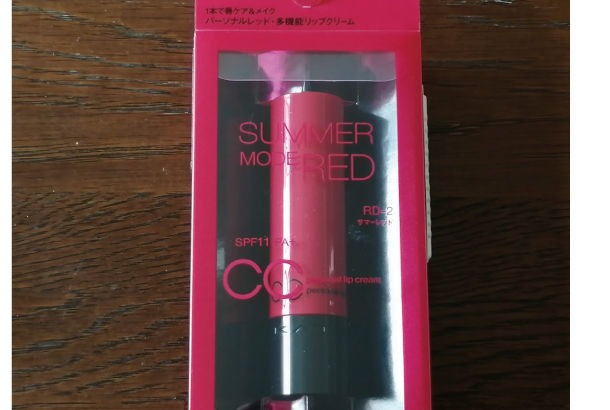 1本で唇ケア&メイク
パーソナルレッド・多機能リップクリーム
SUMMER
MODE
RED
RD-2
サマーレッド
SPF11 PA+
CC
lip cream
KATE